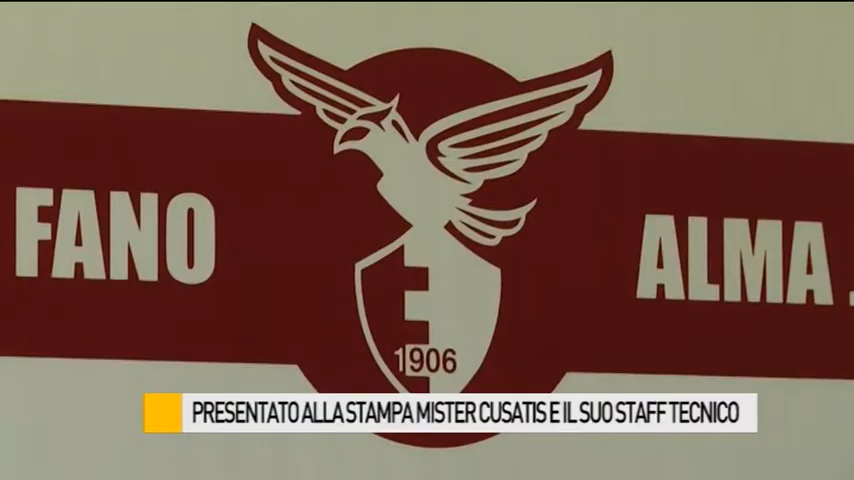 FANO
ALMA
1906
PRESENTATO ALLA STAMPA MISTER CUSATIS E IL SUO STAFF TECNICO